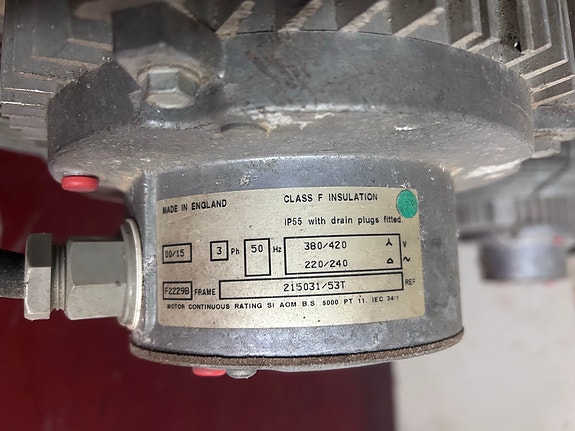 MADE IN ENGLAND CLASS F INSULATION
IP55 with drain plugs fitted
00/15 3 Ph 50 Hz 380/420 V
220/240
F2229B FRAME 215031/53T REF
MOTOR CONTINUOUS RATING SI AOM B.S. 5000 PT 11. IEC 34/1